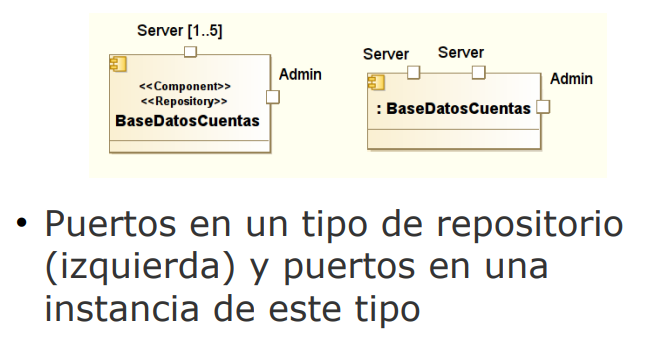 Server [1..5]
Admin
<<Component>>
<<Repository>>
BaseDatosCuentas
Server
Server
Admin
: BaseDatosCuentas
• Puertos en un tipo de repositorio
(izquierda) y puertos en una
instancia de este tipo